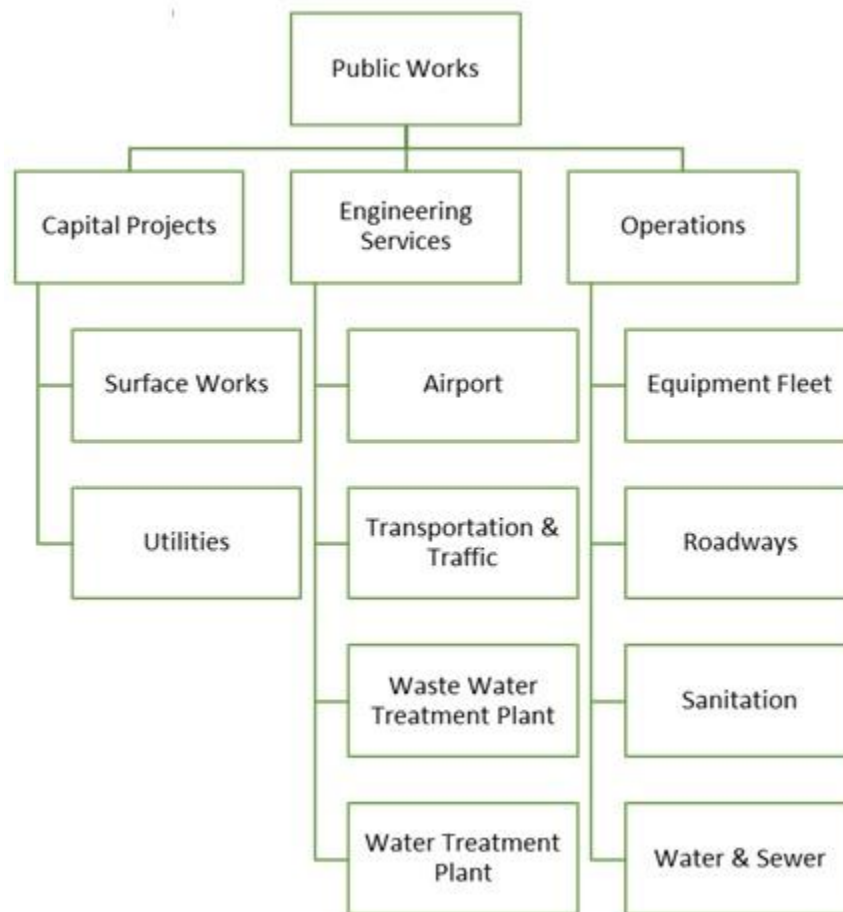 Public Works
Capital Projects
Engineering
Services
Operations
Surface Works
Airport
Equipment Fleet
Utilities
Transportation &
Traffic
Roadways
Waste Water
Treatment Plant
Sanitation
Water Treatment
Plant
Water & Sewer